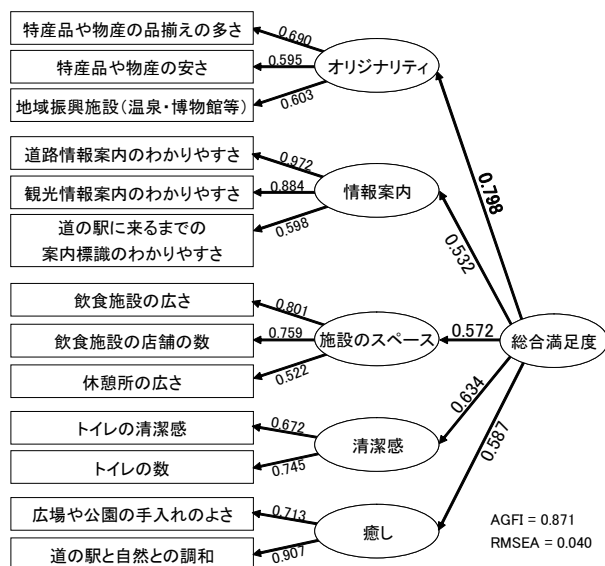 特産品や物産の品揃えの多さ
0.690
特産品や物産の安さ
0.595
オリジナリティ
地域振興施設(温泉・博物館等)
0.603
道路情報案内のわかりやすさ
0.972
観光情報案内のわかりやすさ
0.884
情報案内
0.798
道の駅に来るまでの
案内標識のわかりやすさ
0.598
0.532
飲食施設の広さ
0.801
飲食施設の店舗の数
0.759
施設のスペース
0.572
総合満足度
休憩所の広さ
0.522
トイレの清潔感
0.672
清潔感
0.634
トイレの数
0.745
0.587
広場や公園の手入れのよさ
0.713
癒し
AGFI = 0.871
道の駅と自然との調和
0.907
RMSEA = 0.040